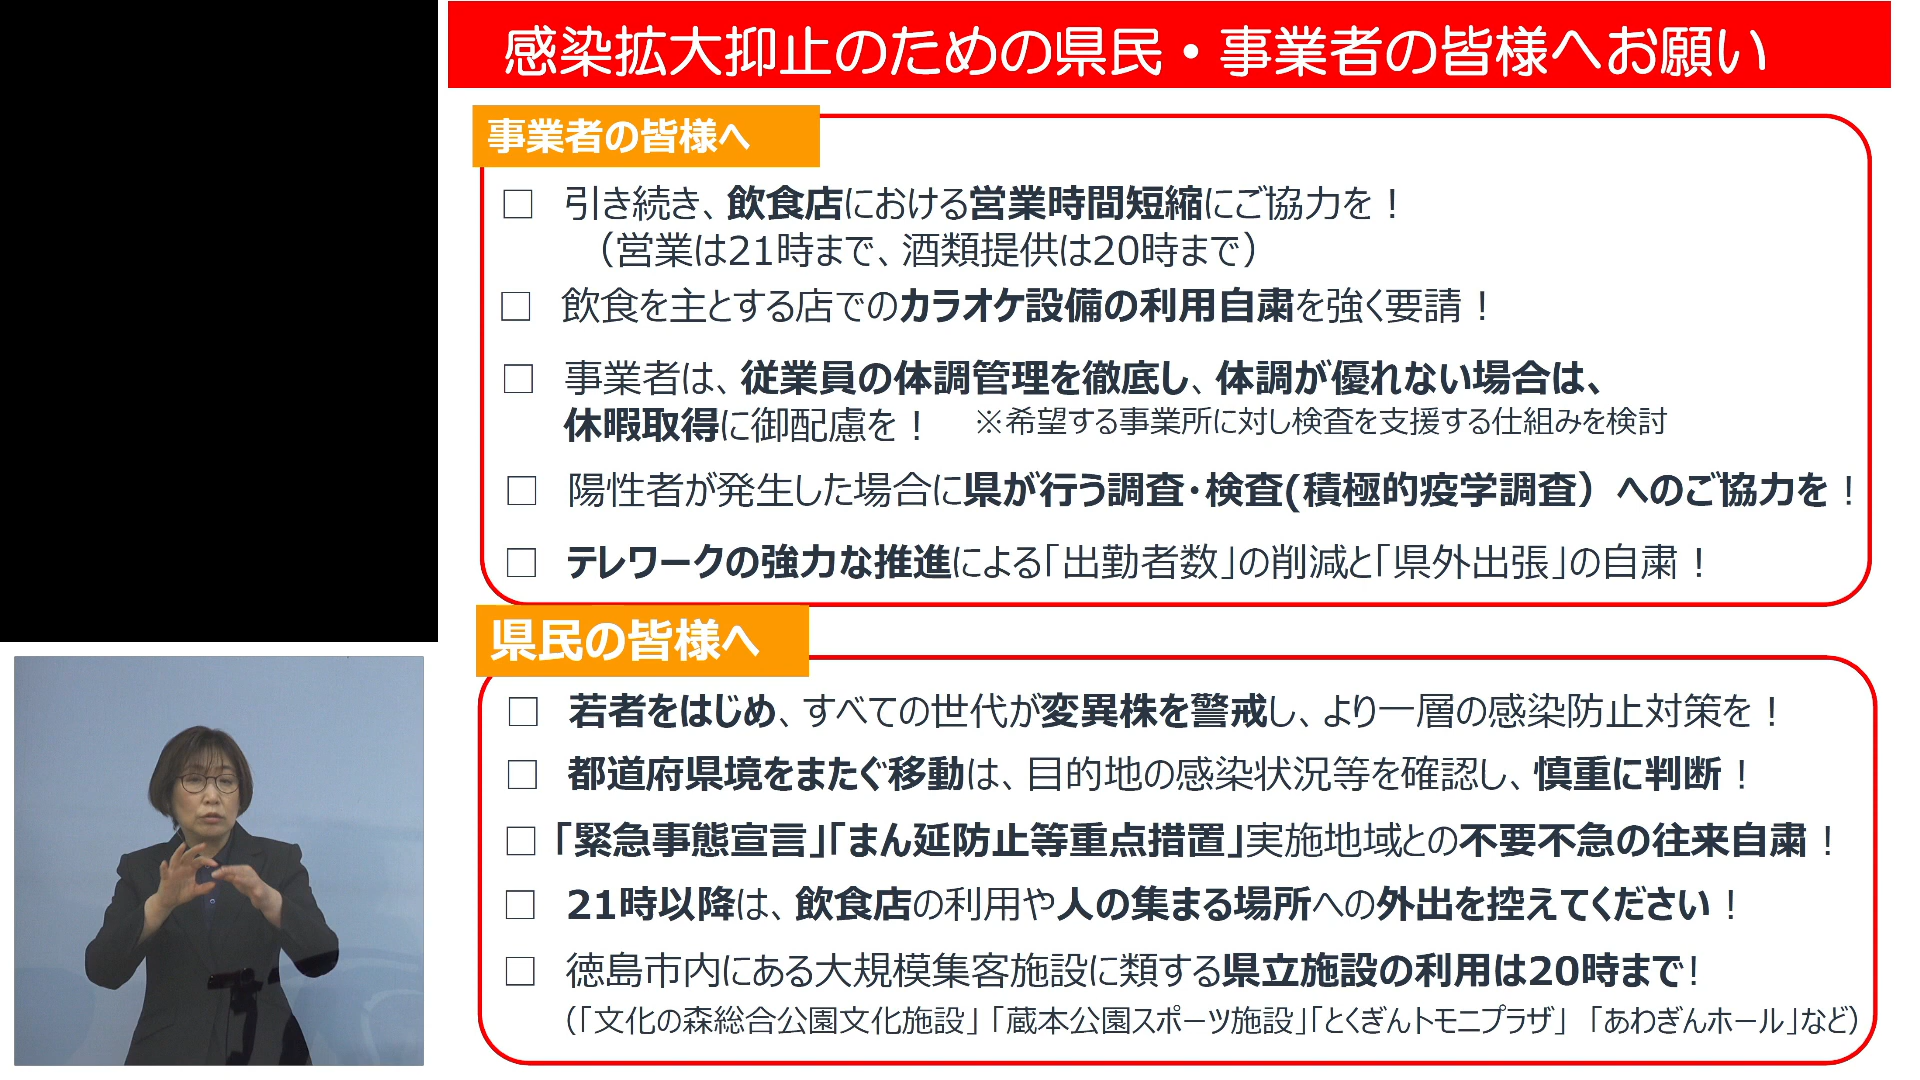 感染拡大抑止のための県民・事業者の皆様へお願い
事業者の皆様へ
□ 引き続き、飲食店における営業時間短縮にご協力を！
（営業は21時まで、酒類提供は20時まで）
□ 飲食を主とする店でのカラオケ設備の利用自粛を強く要請！
□ 事業者は、従業員の体調管理を徹底し、体調が優れない場合は、
休暇取得に御配慮を！ ※希望する事業所に対し検査を支援する仕組みを検討
□ 陽性者が発生した場合に県が行う調査・検査(積極的疫学調査）へのご協力を！
□ テレワークの強力な推進による「出勤者数」の削減と「県外出張」の自粛！
県民の皆様へ
□ 若者をはじめ、すべての世代が変異株を警戒し、より一層の感染防止対策を！
□ 都道府県境をまたぐ移動は、目的地の感染状況等を確認し、慎重に判断！
□ 「緊急事態宣言」「まん延防止等重点措置」実施地域との不要不急の往来自粛！
□ 21時以降は、飲食店の利用や人の集まる場所への外出を控えてください！
□ 徳島市内にある大規模集客施設に類する県立施設の利用は20時まで!
（「文化の森総合公園文化施設」「蔵本公園スポーツ施設」「とくぎんトモニプラザ」「あわぎんホール」など）